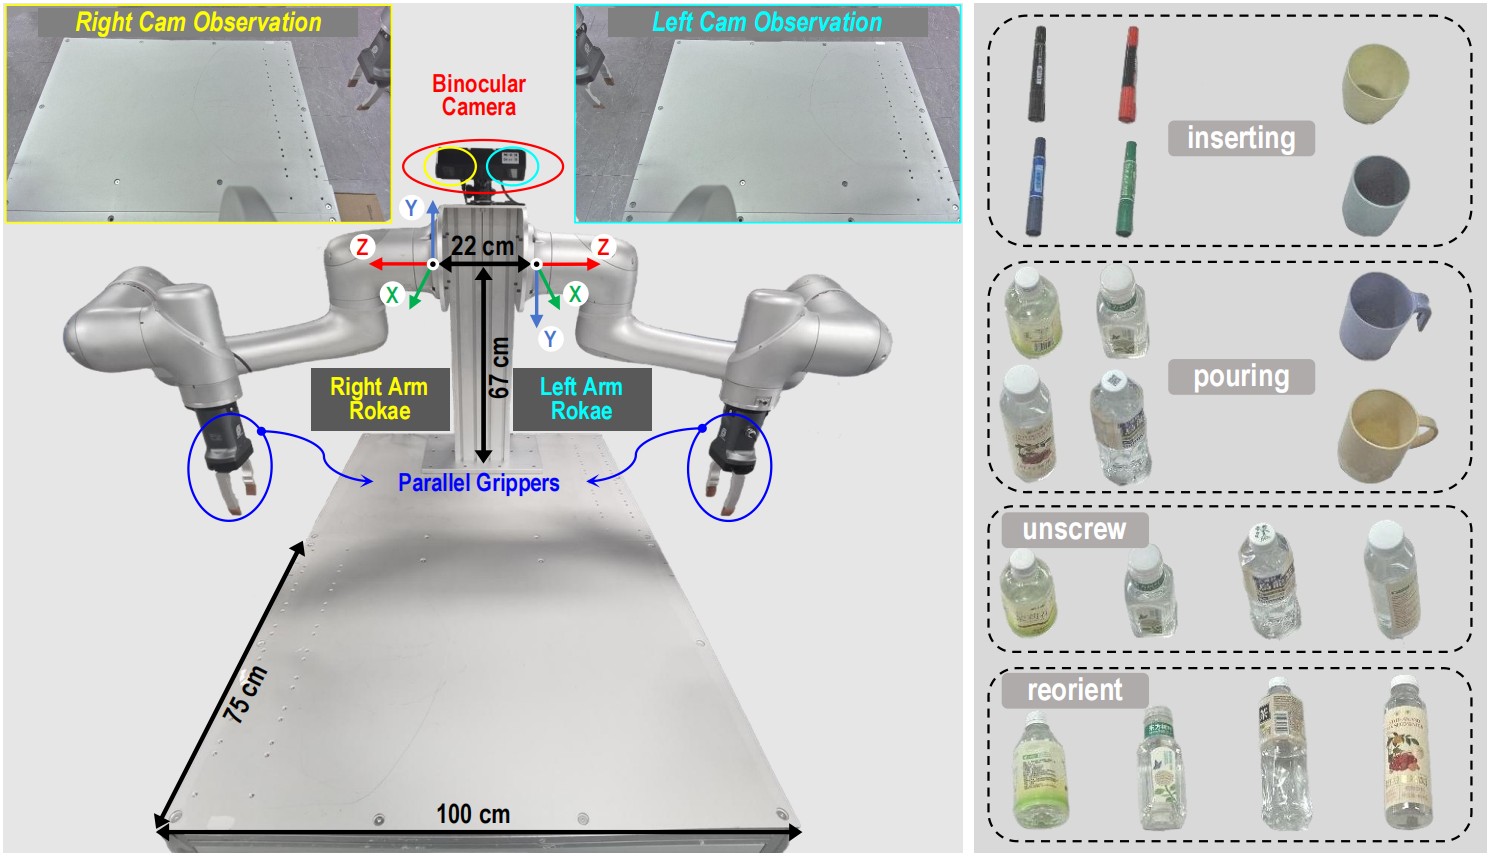 Right Cam Observation
Left Cam Observation
Binocular
Camera
Y
Z
22 cm
Z
X
X
Y
67 cm
Right Arm
Rokae
Left Arm
Rokae
Parallel Grippers
75 cm
100 cm
inserting
pouring
unscrew
reorient